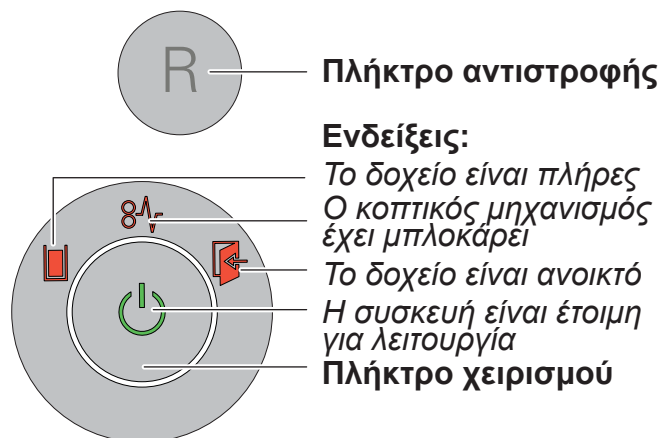 R
Πλήκτρο αντιστροφής
Ενδείξεις:
Το δοχείο είναι πλήρες
Ο κοπτικός μηχανισμός
έχει μπλοκάρει
Το δοχείο είναι ανοικτό
Η συσκευή είναι έτοιμη
για λειτουργία
Πλήκτρο χειρισμού